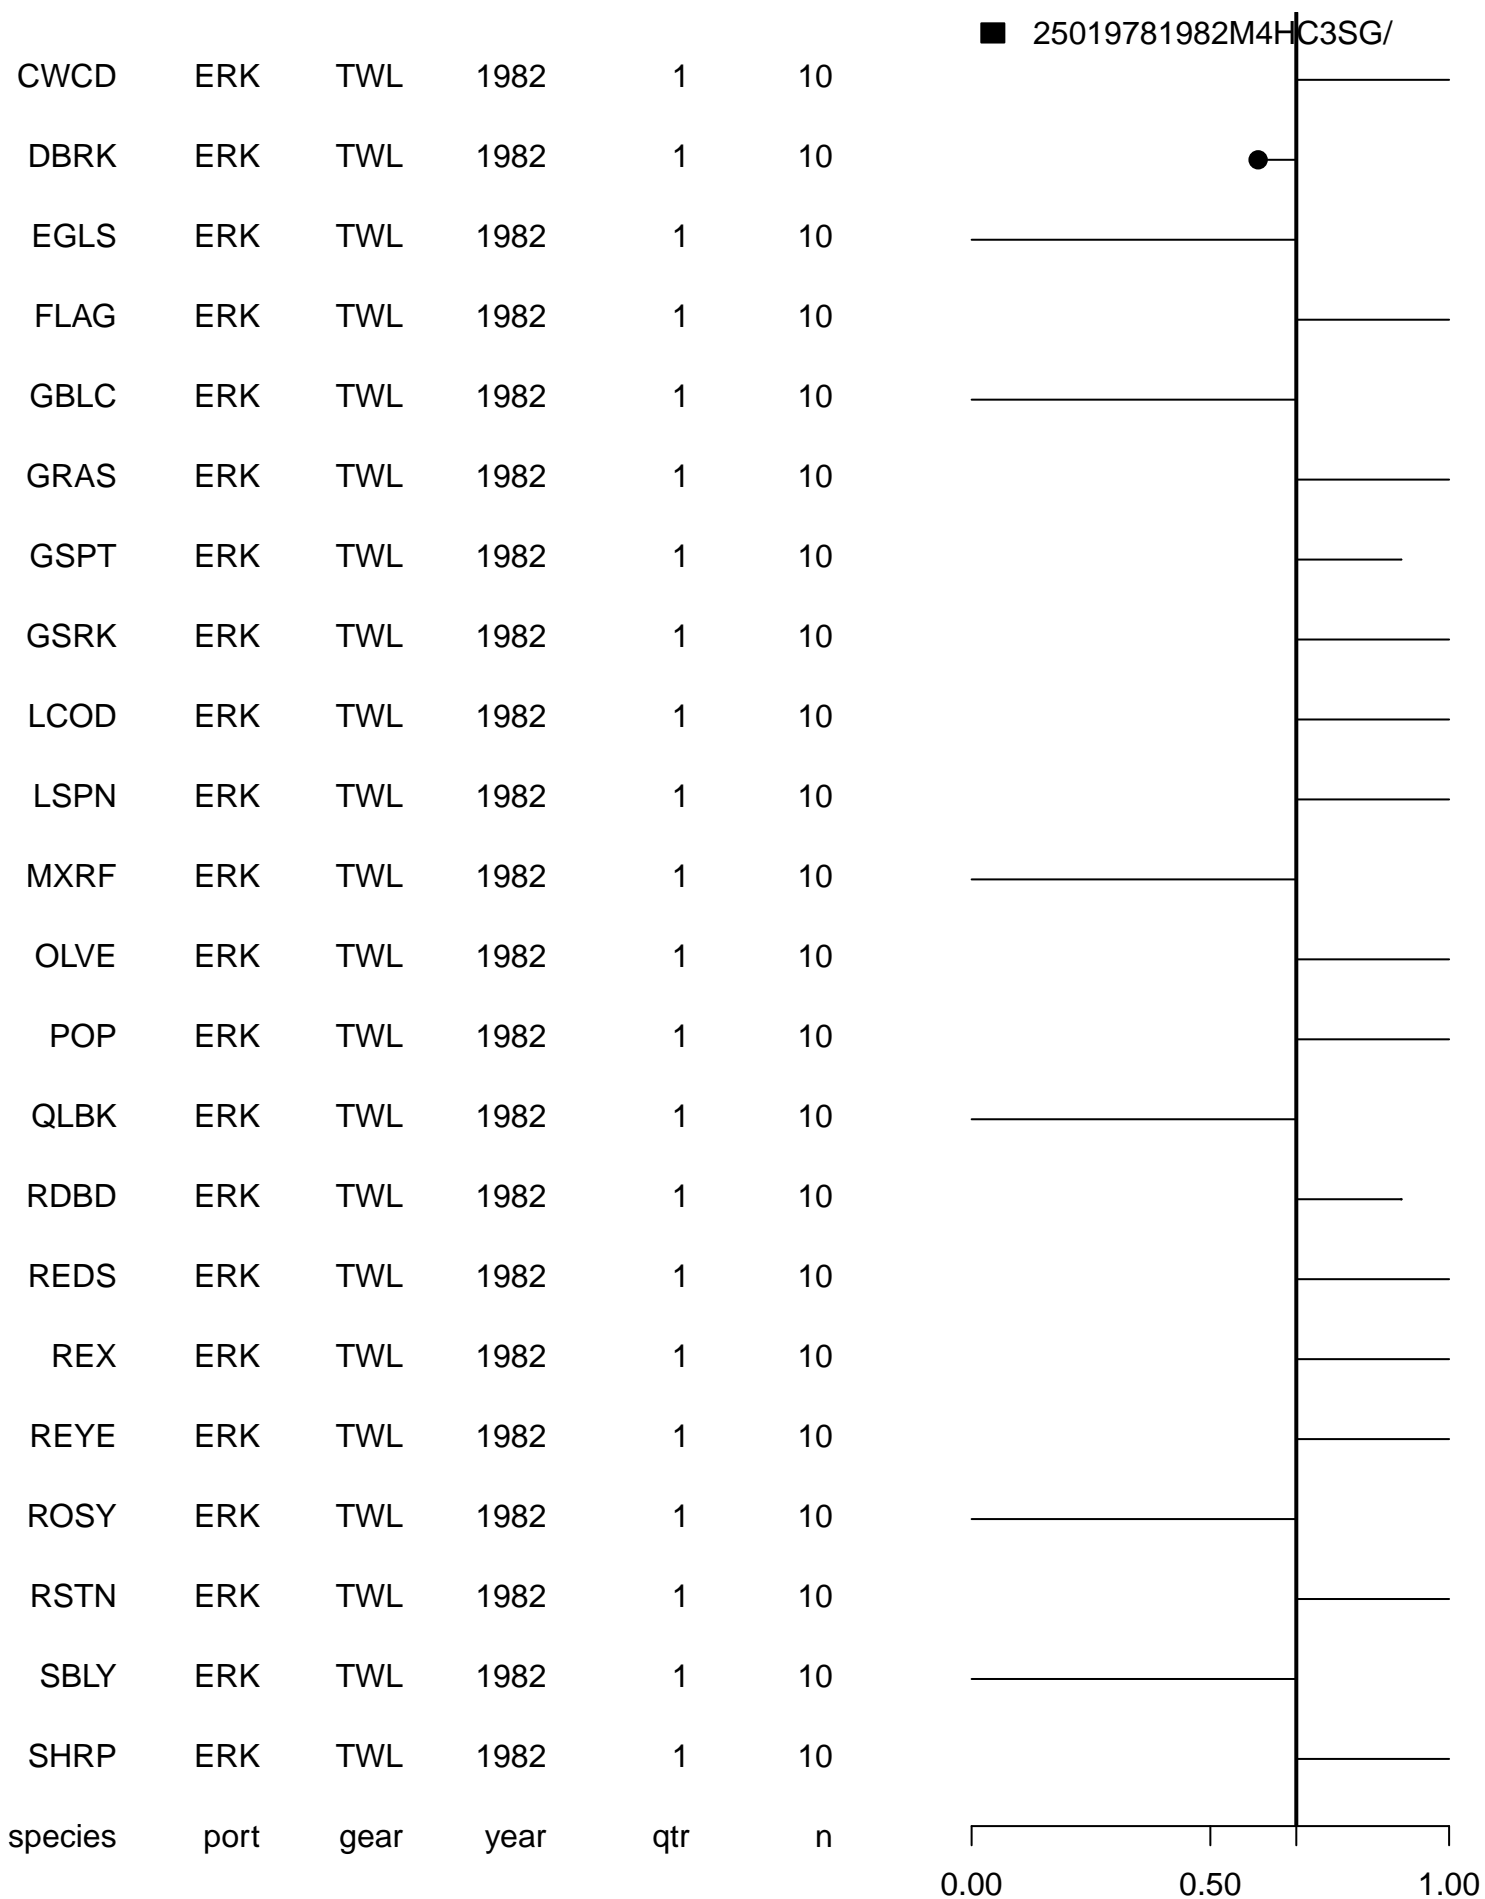 25019781982M4HC3SG/
CWCD ERK TWL 1982 1 10
DBRK ERK TWL 1982 1 10
EGLS ERK TWL 1982 1 10
FLAG ERK TWL 1982 1 10
GBLC ERK TWL 1982 1 10
GRAS ERK TWL 1982 1 10
GSPT ERK TWL 1982 1 10
GSRK ERK TWL 1982 1 10
LCOD ERK TWL 1982 1 10
LSPN ERK TWL 1982 1 10
MXRF ERK TWL 1982 1 10
OLVE ERK TWL 1982 1 10
POP ERK TWL 1982 1 10
QLBK ERK TWL 1982 1 10
RDBD ERK TWL 1982 1 10
REDS ERK TWL 1982 1 10
REX ERK TWL 1982 1 10
REYE ERK TWL 1982 1 10
ROSY ERK TWL 1982 1 10
RSTN ERK TWL 1982 1 10
SBLY ERK TWL 1982 1 10
SHRP ERK TWL 1982 1 10
species port gear year qtr n
0.00 0.50 1.00